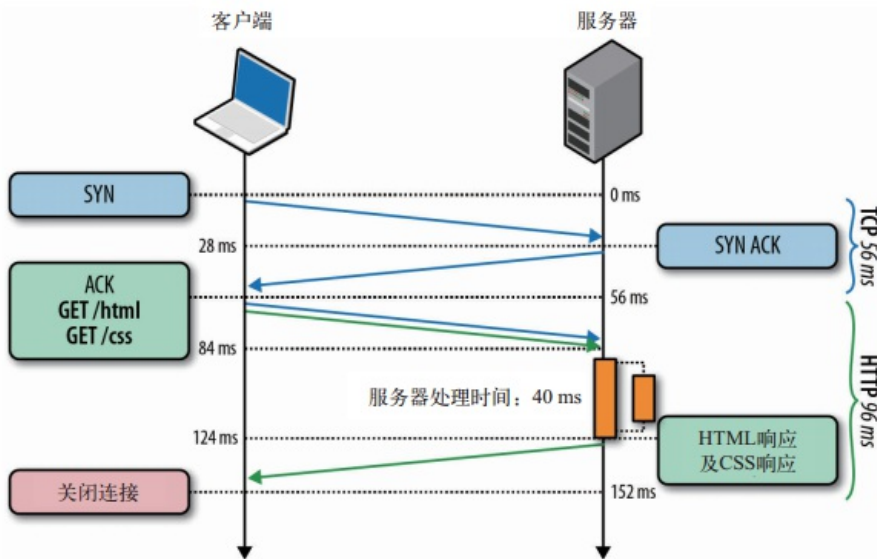 客户端
服务器
SYN
0 ms
28 ms
SYN ACK
TCP 56 ms
ACK
GET /html
GET /css
56 ms
84 ms
服务器处理时间：40 ms
HTTP 96 ms
124 ms
HTML响应
及CSS响应
关闭连接
152 ms